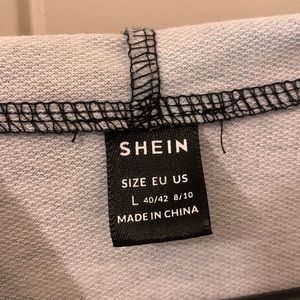 SHEIN
SIZE EU US
L 40/42 8/10
MADE IN CHINA